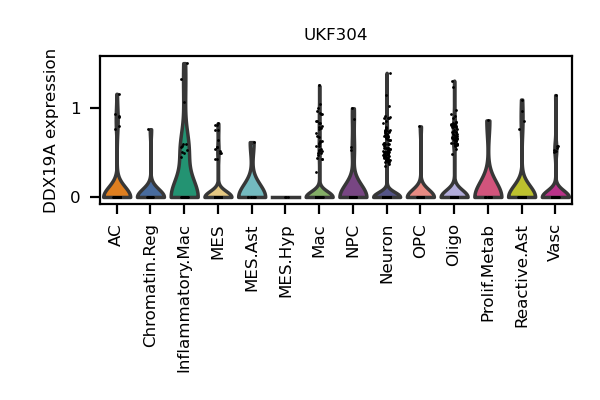 UKF304
DDX19A expression
1
0
AC
Chromatin.Reg
Inflammatory.Mac
MES
MES.Ast
MES.Hyp
Mac
NPC
Neuron
OPC
Oligo
Prolif.Metab
Reactive.Ast
Vasc